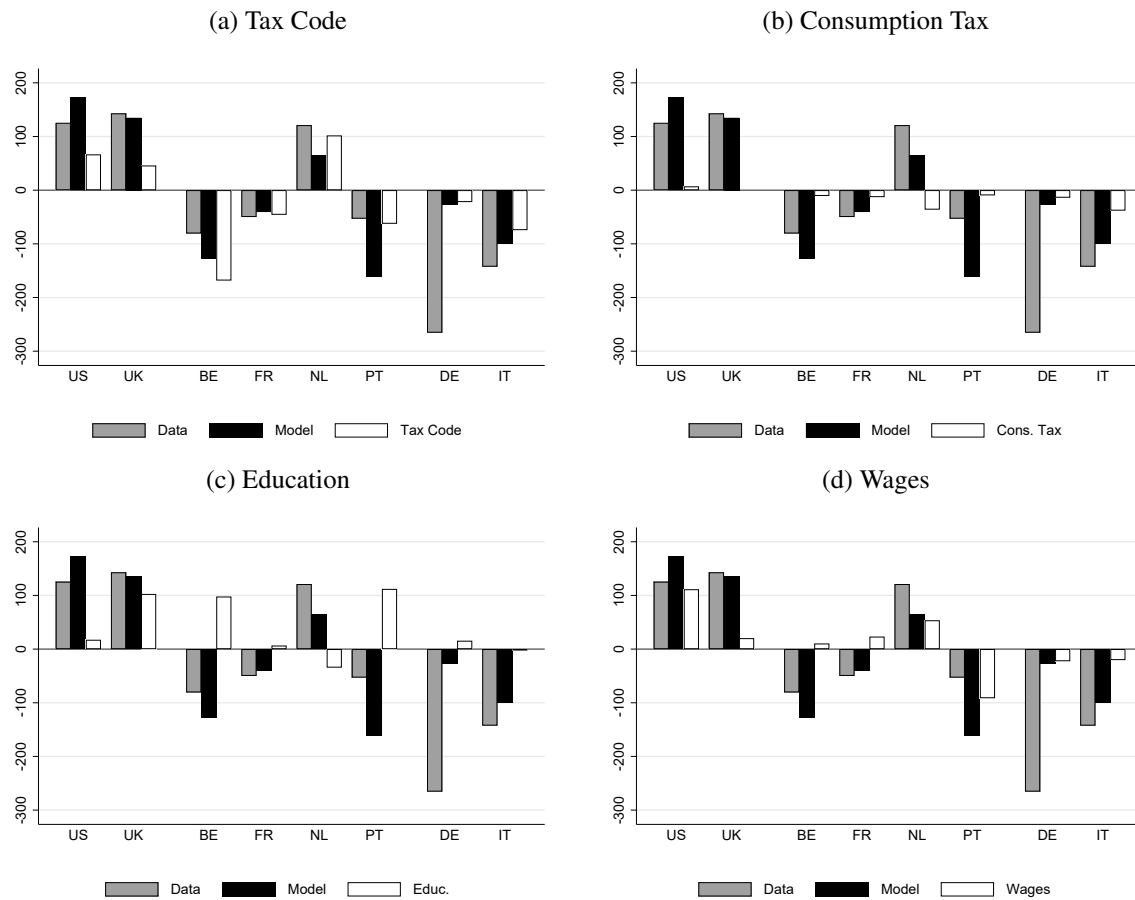 (a) Tax Code
(b) Consumption Tax
200
100
0
-100
-200
-300
US UK BE FR NL PT DE IT
Data Model Tax Code
200
100
0
-100
-200
-300
US UK BE FR NL PT DE IT
Data Model Cons. Tax
(c) Education
(d) Wages
200
100
0
-100
-200
-300
US UK BE FR NL PT DE IT
Data Model Educ.
200
100
0
-100
-200
-300
US UK BE FR NL PT DE IT
Data Model Wages